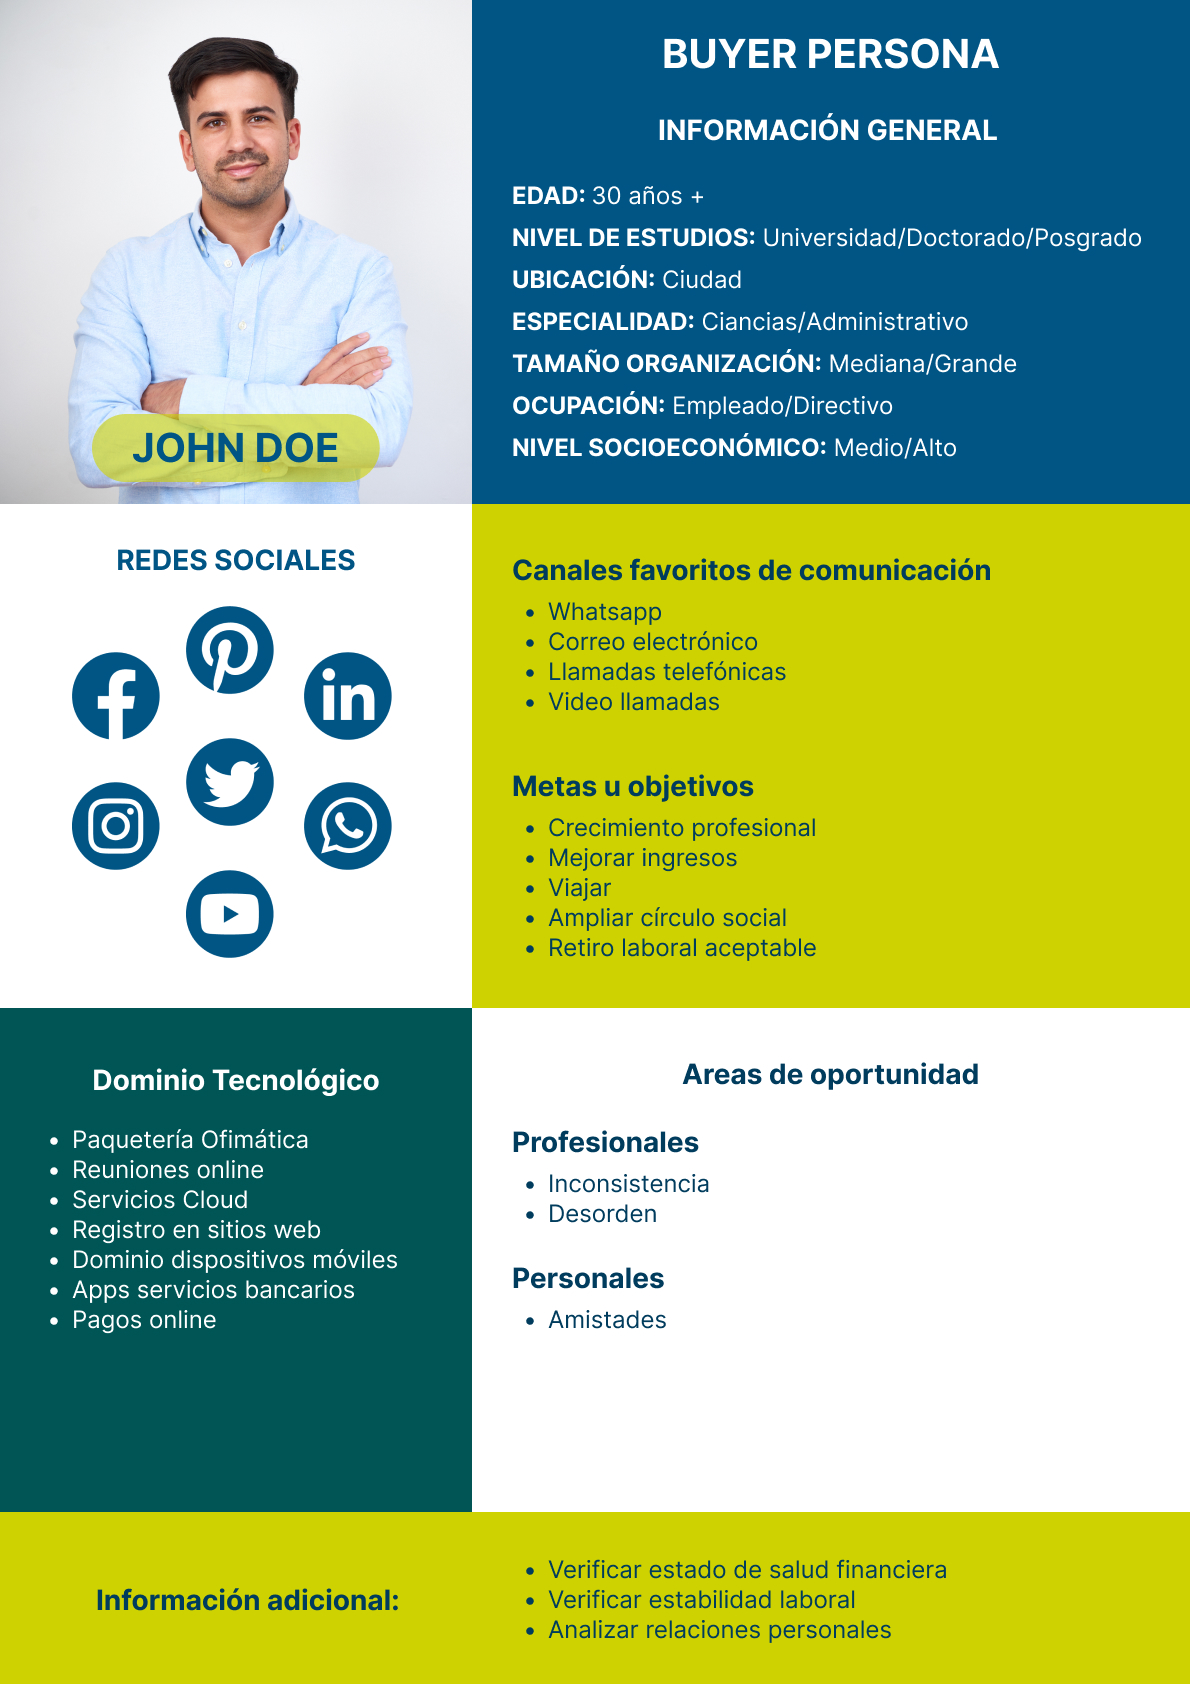 BUYER PERSONA
INFORMACIÓN GENERAL
EDAD: 30 años +
NIVEL DE ESTUDIOS: Universidad/Doctorado/Posgrado
UBICACIÓN: Ciudad
ESPECIALIDAD: Ciancias/Administrativo
TAMAÑO ORGANIZACIÓN: Mediana/Grande
OCUPACIÓN: Empleado/Directivo
NIVEL SOCIOECONÓMICO: Medio/Alto
JOHN DOE
REDES SOCIALES
Canales favoritos de comunicación
• Whatsapp
• Correo electrónico
• Llamadas telefónicas
• Video llamadas
Metas u objetivos
• Crecimiento profesional
• Mejorar ingresos
• Viajar
• Ampliar círculo social
• Retiro laboral aceptable
Dominio Tecnológico
• Paquetería Ofimática
• Reuniones online
• Servicios Cloud
• Registro en sitios web
• Dominio dispositivos móviles
• Apps servicios bancarios
• Pagos online
Areas de oportunidad
Profesionales
• Inconsistencia
• Desorden
Personales
• Amistades
Información adicional:
• Verificar estado de salud financiera
• Verificar estabilidad laboral
• Analizar relaciones personales